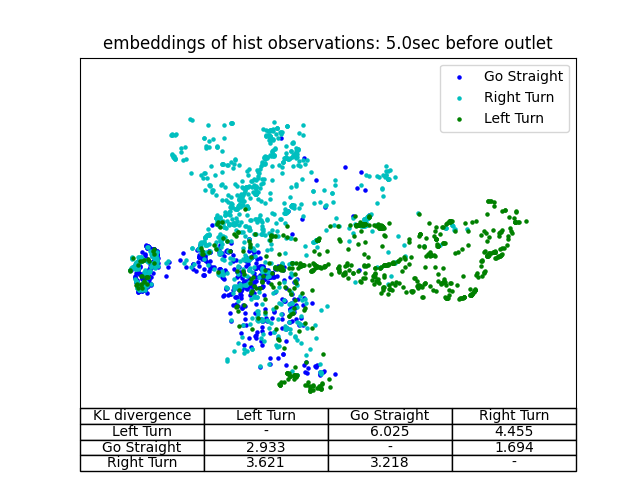 embeddings of hist observations: 5.0sec before outlet
Go Straight
Right Turn
Left Turn
KL divergence Left Turn Go Straight Right Turn
Left Turn - 6.025 4.455
Go Straight 2.933 - 1.694
Right Turn 3.621 3.218 -